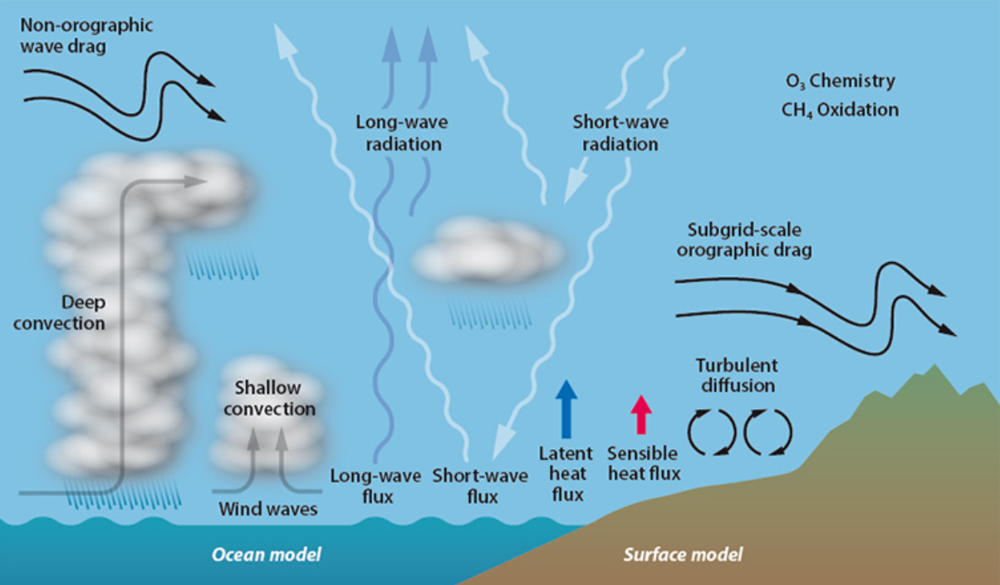 Non-orographic
wave drag
Long-wave
radiation
Short-wave
radiation
O₃ Chemistry
CH₄ Oxidation
Subgrid-scale
orographic drag
Deep
convection
Shallow
convection
Turbulent
diffusion
Long-wave
flux
Short-wave
flux
Latent
heat
flux
Sensible
heat flux
Wind waves
Ocean model
Surface model